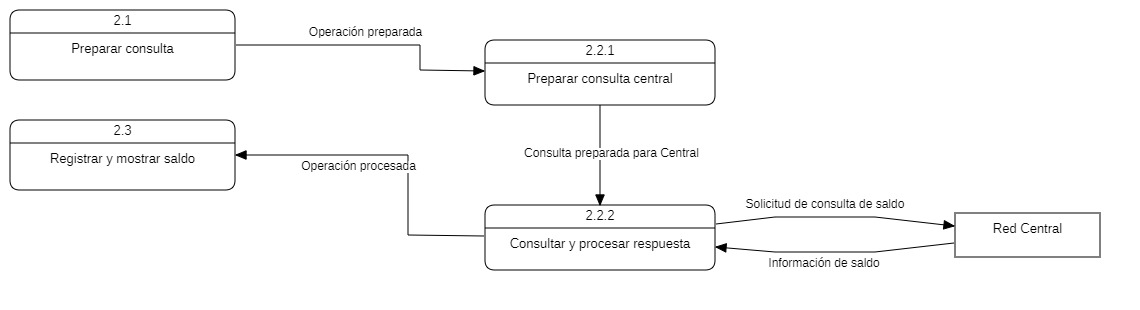 2.1
Preparar consulta
Operación preparada
2.2.1
Preparar consulta central
2.3
Registrar y mostrar saldo
Operación procesada
Consulta preparada para Central
2.2.2
Consultar y procesar respuesta
Solicitud de consulta de saldo
Red Central
Información de saldo